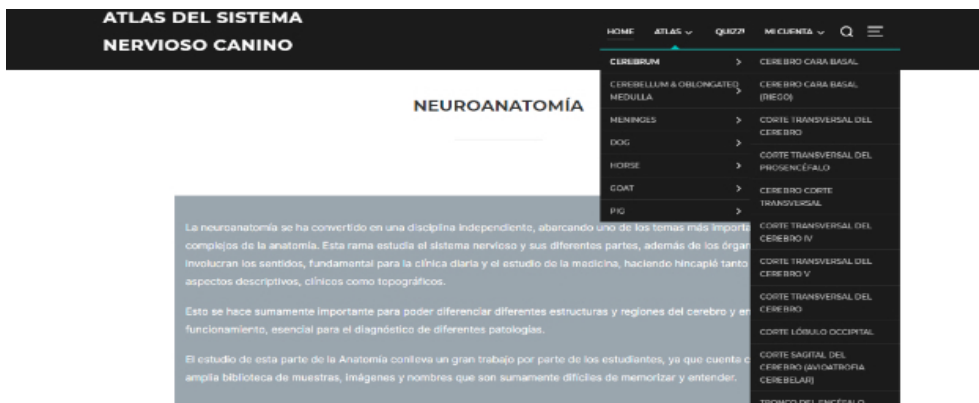 ATLAS DEL SISTEMA
NERVIOSO CANINO
HOME ATLAS QUIZZ! MI CUENTA
NEUROANATOMÍA
CEREBRUM
CEREBELLUM & OBLONGATED
MEDULLA
MENINGES
DOG
HORSE
GOAT
PIG
CEREBRO CARA BASAL
CEREBRO CARA BASAL
(RIEGO)
CORTE TRANSVERSAL DEL
CEREBRO
CORTE TRANSVERSAL DEL
PROSENCÉFALO
CEREBRO CORTE
TRANSVERSAL
CORTE TRANSVERSAL DEL
CEREBRO IV
CORTE TRANSVERSAL DEL
CEREBRO V
CORTE TRANSVERSAL DEL
CEREBRO
CORTE LÓBULO OCCIPITAL
CORTE SAGITAL DEL
CEREBRO (AVIOATROFIA
CEREBELAR)
TRONCO DEL ENCÉFALO
La neuroanatomía se ha convertido en una disciplina independiente, abarcando uno de los temas más importa
complejos de la anatomía. Esta rama estudia el sistema nervioso y sus diferentes partes, además de los órgan
involucran los sentidos, fundamental para la clínica diaria y el estudio de la medicina, haciendo hincapié tanto
aspectos descriptivos, clínicos como topográficos.
Esto se hace sumamente importante para poder diferenciar diferentes estructuras y regiones del cerebro y en
funcionamiento, esencial para el diagnóstico de diferentes patologías.
El estudio de esta parte de la Anatomía conlleva un gran trabajo por parte de los estudiantes, ya que cuenta c
amplia biblioteca de muestras, imágenes y nombres que son sumamente difíciles de memorizar y entender.